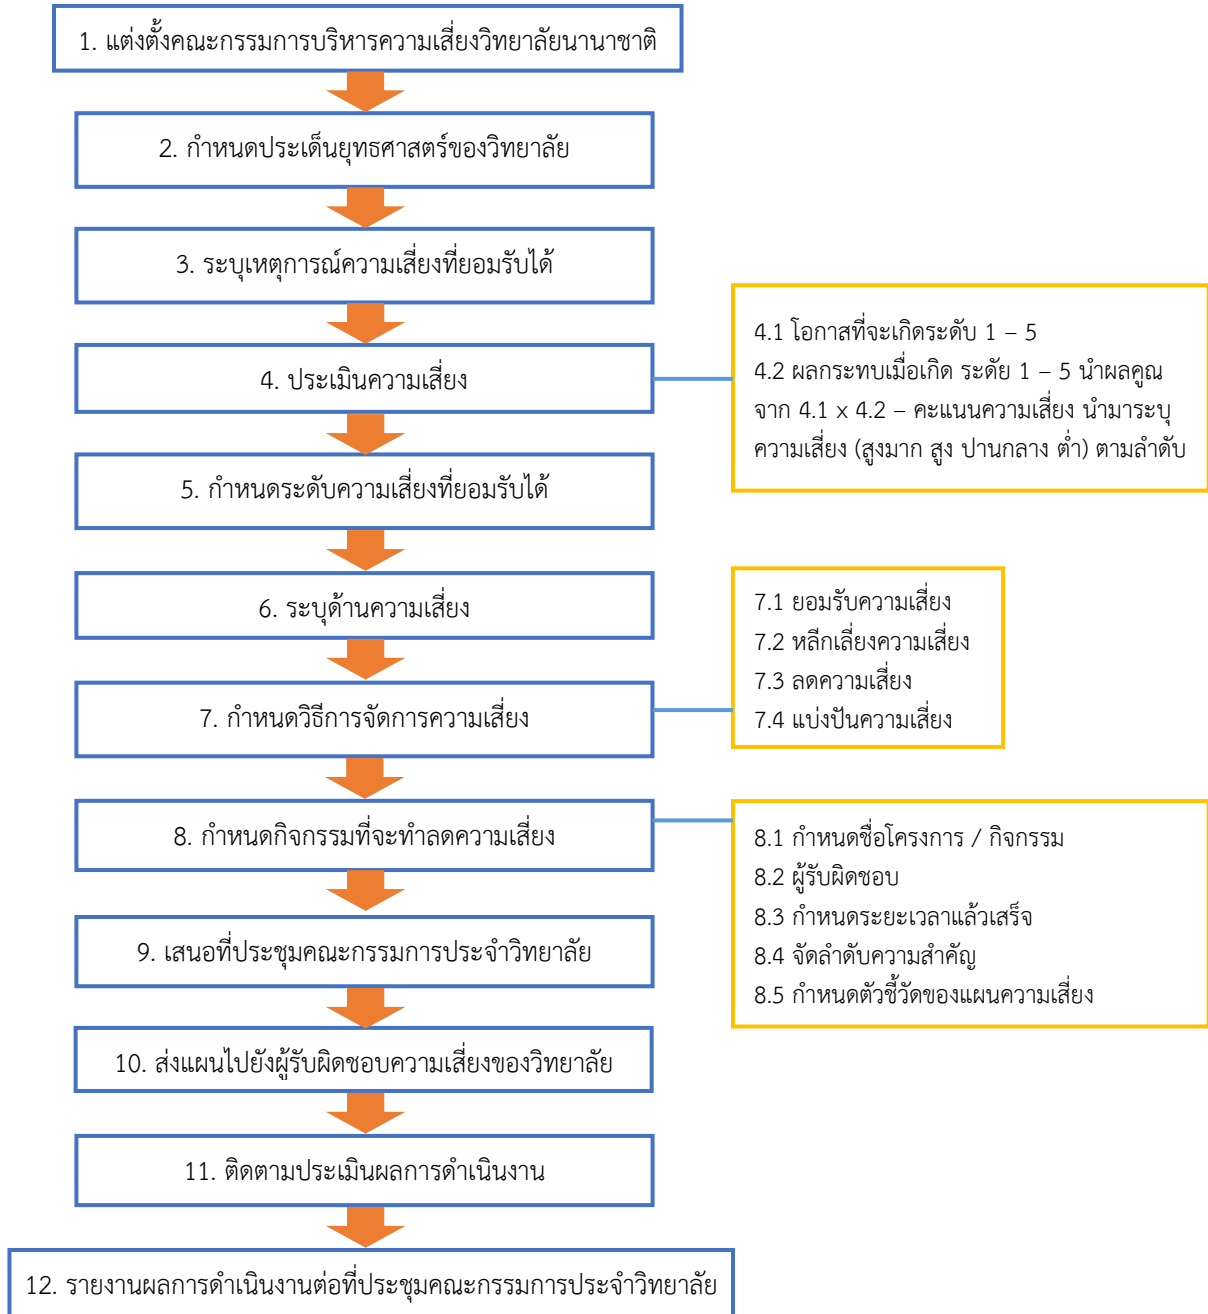 1. แต่งตั้งคณะกรรมการบริหารความเสี่ยงวิทยาลัยนานาชาติ
2. กำหนดประเด็นยุทธศาสตร์ของวิทยาลัย
3. ระบุเหตุการณ์ความเสี่ยงที่ยอมรับได้
4. ประเมินความเสี่ยง
4.1 โอกาสที่จะเกิดระดับ 1 – 5
4.2 ผลกระทบเมื่อเกิด ระดัย 1 – 5 นำผลคูณ
จาก 4.1 x 4.2 – คะแนนความเสี่ยง นำมาระบุ
ความเสี่ยง (สูงมาก สูง ปานกลาง ต่ำ) ตามลำดับ
5. กำหนดระดับความเสี่ยงที่ยอมรับได้
6. ระบุด้านความเสี่ยง
7. กำหนดวิธีการจัดการความเสี่ยง
7.1 ยอมรับความเสี่ยง
7.2 หลีกเลี่ยงความเสี่ยง
7.3 ลดความเสี่ยง
7.4 แบ่งปันความเสี่ยง
8. กำหนดกิจกรรมที่จะทำลดความเสี่ยง
8.1 กำหนดชื่อโครงการ / กิจกรรม
8.2 ผู้รับผิดชอบ
8.3 กำหนดระยะเวลาแล้วเสร็จ
8.4 จัดลำดับความสำคัญ
8.5 กำหนดตัวชี้วัดของแผนความเสี่ยง
9. เสนอที่ประชุมคณะกรรมการประจำวิทยาลัย
10. ส่งแผนไปยังผู้รับผิดชอบความเสี่ยงของวิทยาลัย
11. ติดตามประเมินผลการดำเนินงาน
12. รายงานผลการดำเนินงานต่อที่ประชุมคณะกรรมการประจำวิทยาลัย